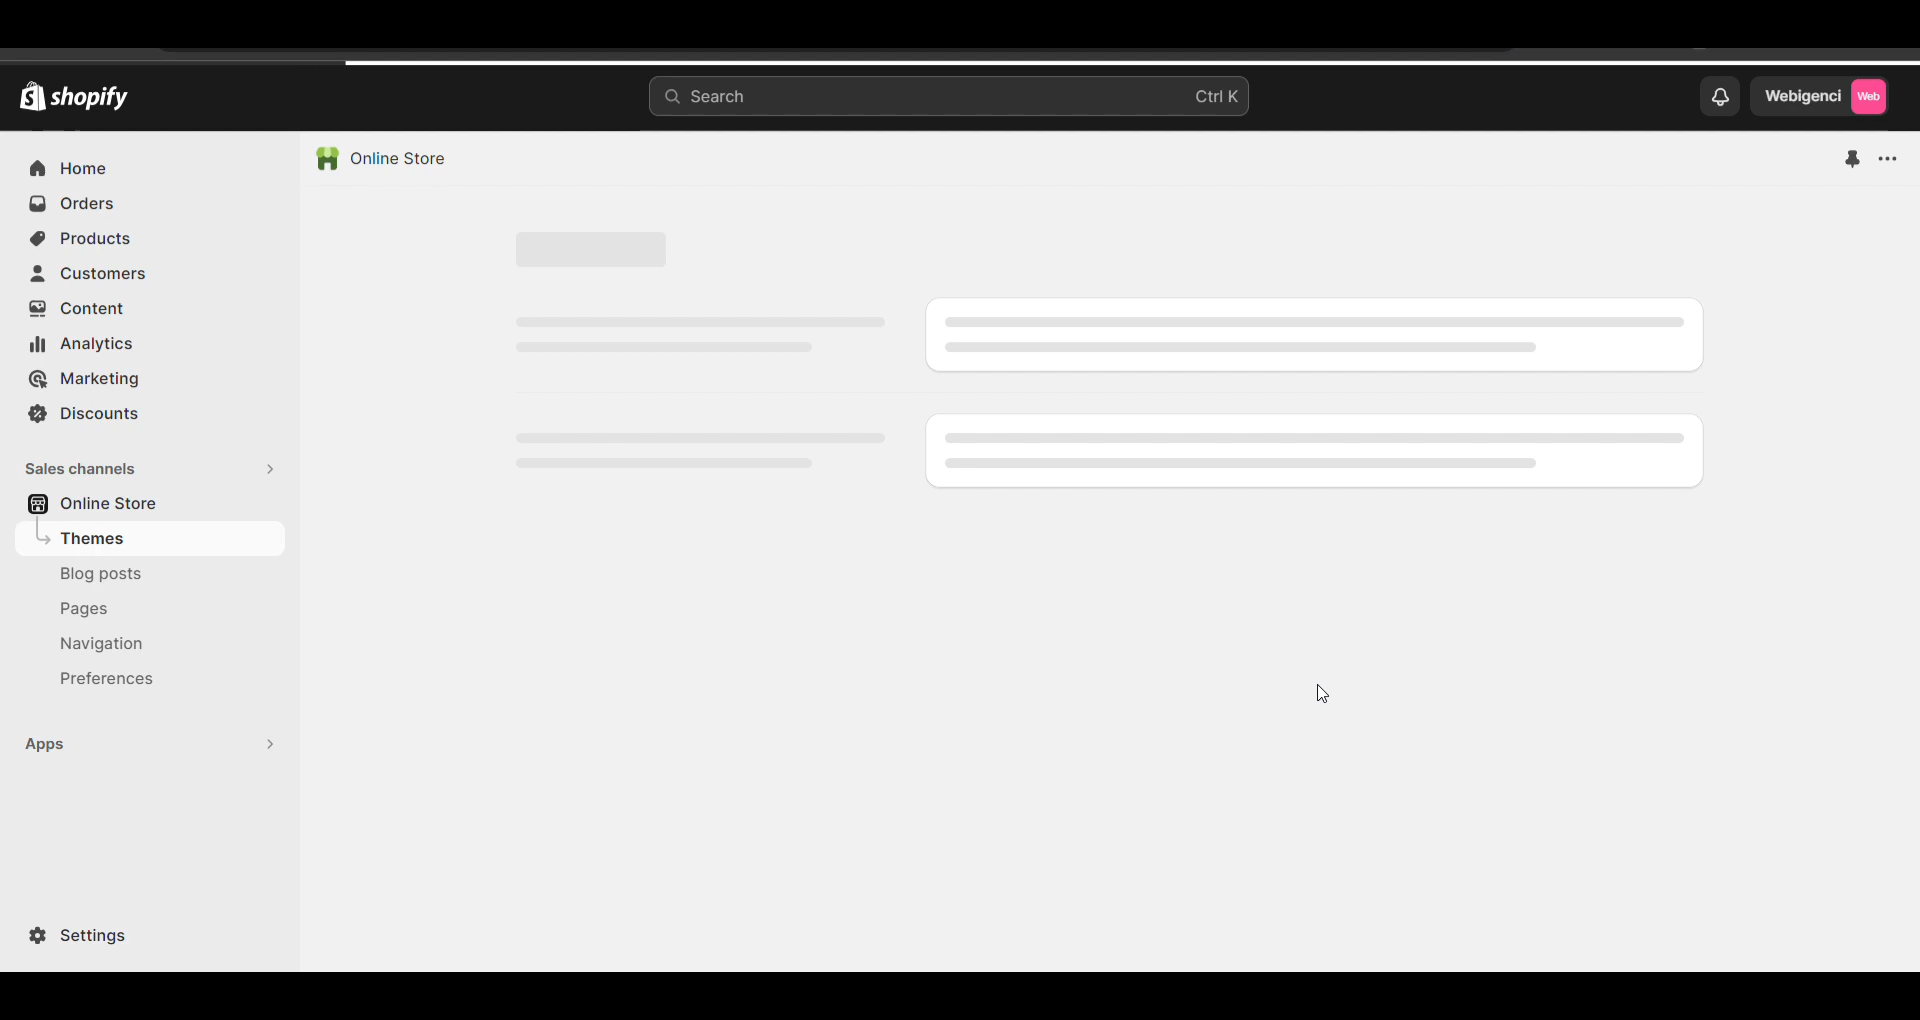 shopify
Search
Ctrl K
Webigenci
Web
Home
Orders
Products
Customers
Content
Analytics
Marketing
Discounts
Sales channels
Online Store
Themes
Blog posts
Pages
Navigation
Preferences
Apps
Settings
Online Store